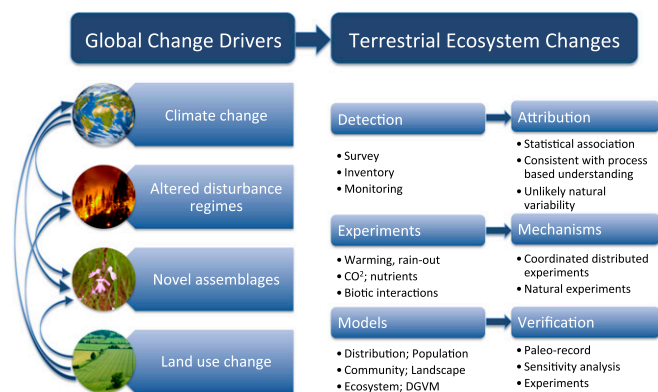 Global Change Drivers
Terrestrial Ecosystem Changes
Climate change
Altered disturbance
regimes
Novel assemblages
Land use change
Detection
• Survey
• Inventory
• Monitoring
Attribution
• Statistical association
• Consistent with process
based understanding
• Unlikely natural
variability
Experiments
• Warming, rain-out
• CO²; nutrients
• Biotic interactions
Mechanisms
• Coordinated distributed
experiments
• Natural experiments
Models
• Distribution; Population
• Community; Landscape
• Ecosystem; DGVM
Verification
• Paleo-record
• Sensitivity analysis
• Experiments